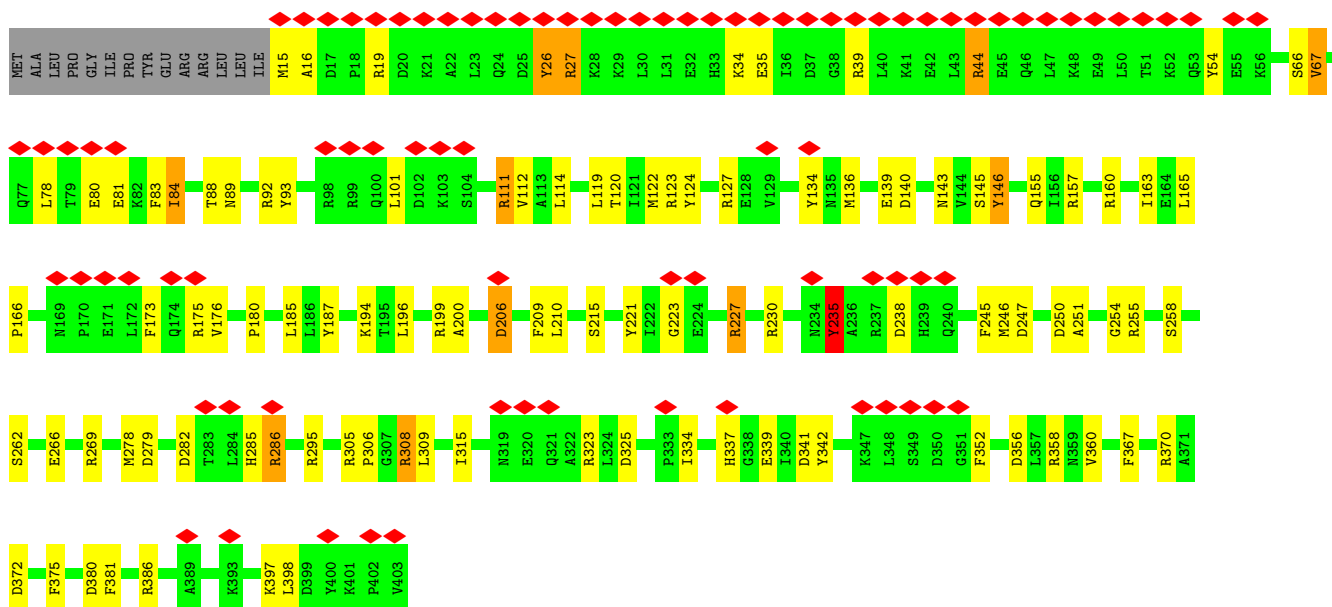 MET ALA LEU PRO GLY ILE PRO TYR GLU ARG ARG LEU LEU ILE M15 A16 D17 P18 R19 D20 K21 A22 L23 Q24 D25 Y26 R27 K28 K29 L30 L31 E32 H33 K34 E35 I36 D37 G38 R39 L40 K41 E42 L43 R44 E45 Q46 L47 K48 E49 L50 T51 K52 Q53 Y54 E55 K56 S66 V67
Q77 L78 T79 E80 E81 K82 F83 I84 T88 N89 R92 Y93 R98 R99 Q100 L101 D102 K103 S104 R111 V112 A113 L114 L119 T120 I121 M122 R123 Y124 R127 E128 V129 Y134 N135 M136 E139 D140 N143 V144 S145 Y146 Q155 I156 R157 R160 I163 E164 L165
P166 N169 P170 E171 L172 F173 Q174 R175 V176 P180 L185 L186 Y187 K194 T195 L196 R199 A200 D206 F209 L210 S215 Y221 I222 G223 E224 R227 R230 N234 Y235 A236 R237 D238 H239 Q240 F245 M246 D247 D250 A251 G254 R255 S258
S262 E266 R269 M278 D279 D282 T283 L284 H285 R286 R295 R305 P306 G307 R308 L309 I315 N319 E320 Q321 A322 R323 L324 D325 P333 I334 H337 G338 E339 I340 D341 Y342 K347 L348 S349 D350 G351 F352 D356 L357 R358 N359 V360 F367 R370 A371
D372 F375 D380 F381 R386 A389 K393 K397 L398 D399 Y400 K401 P402 V403